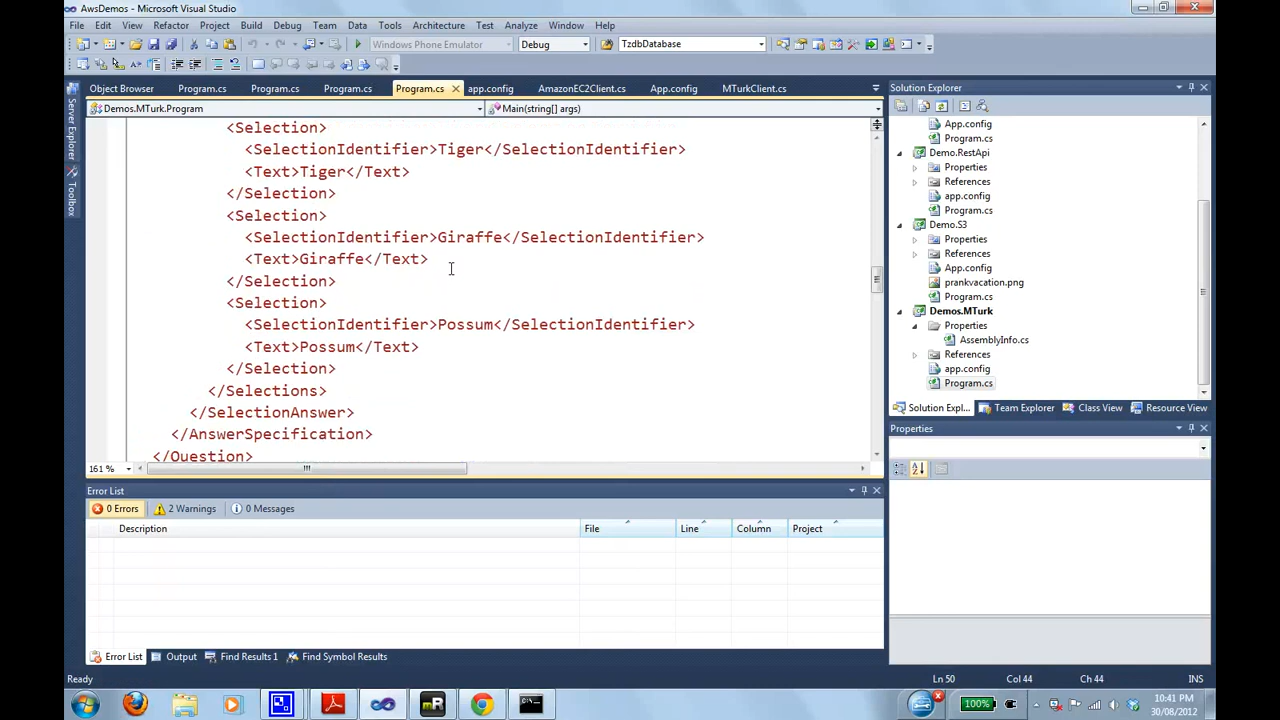 AwsDemos - Microsoft Visual Studio
File Edit View Refactor Project Build Debug Team Data Tools Architecture Test Analyze Window Help
Windows Phone Emulator Debug TzdbDatabase
Object Browser Program.cs Program.cs Program.cs Program.cs app.config AmazonEC2Client.cs App.config MTurkClient.cs
Demos.MTurk.Program Main(string[] args)
<Selection>
<SelectionIdentifier>Tiger</SelectionIdentifier>
<Text>Tiger</Text>
</Selection>
<Selection>
<SelectionIdentifier>Giraffe</SelectionIdentifier>
<Text>Giraffe</Text>
</Selection>
<Selection>
<SelectionIdentifier>Possum</SelectionIdentifier>
<Text>Possum</Text>
</Selection>
</Selections>
</SelectionAnswer>
</AnswerSpecification>
</Question>
161 %
Server Explorer
Toolbox
Solution Explorer
App.config
Program.cs
Demo.RestApi
Properties
References
app.config
Program.cs
Demo.S3
Properties
References
App.config
prankvacation.png
Program.cs
Demos.MTurk
Properties
AssemblyInfo.cs
References
app.config
Program.cs
Solution Expl... Team Explorer Class View Resource View
Properties
Error List
0 Errors 2 Warnings 0 Messages
Description File Line Column Project
Error List Output Find Results 1 Find Symbol Results
Ready Ln 50 Col 44 Ch 44 INS
100% 10:41 PM
30/08/2012